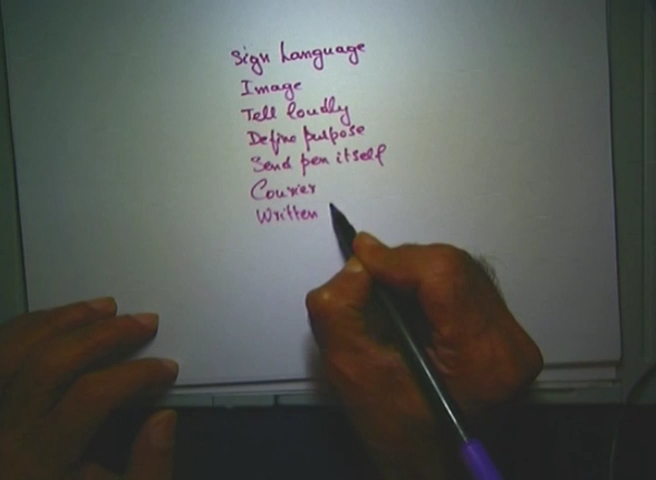 Sign Language
Image
Tell loudly
Define purpose
Send pen itself
Courier
Written